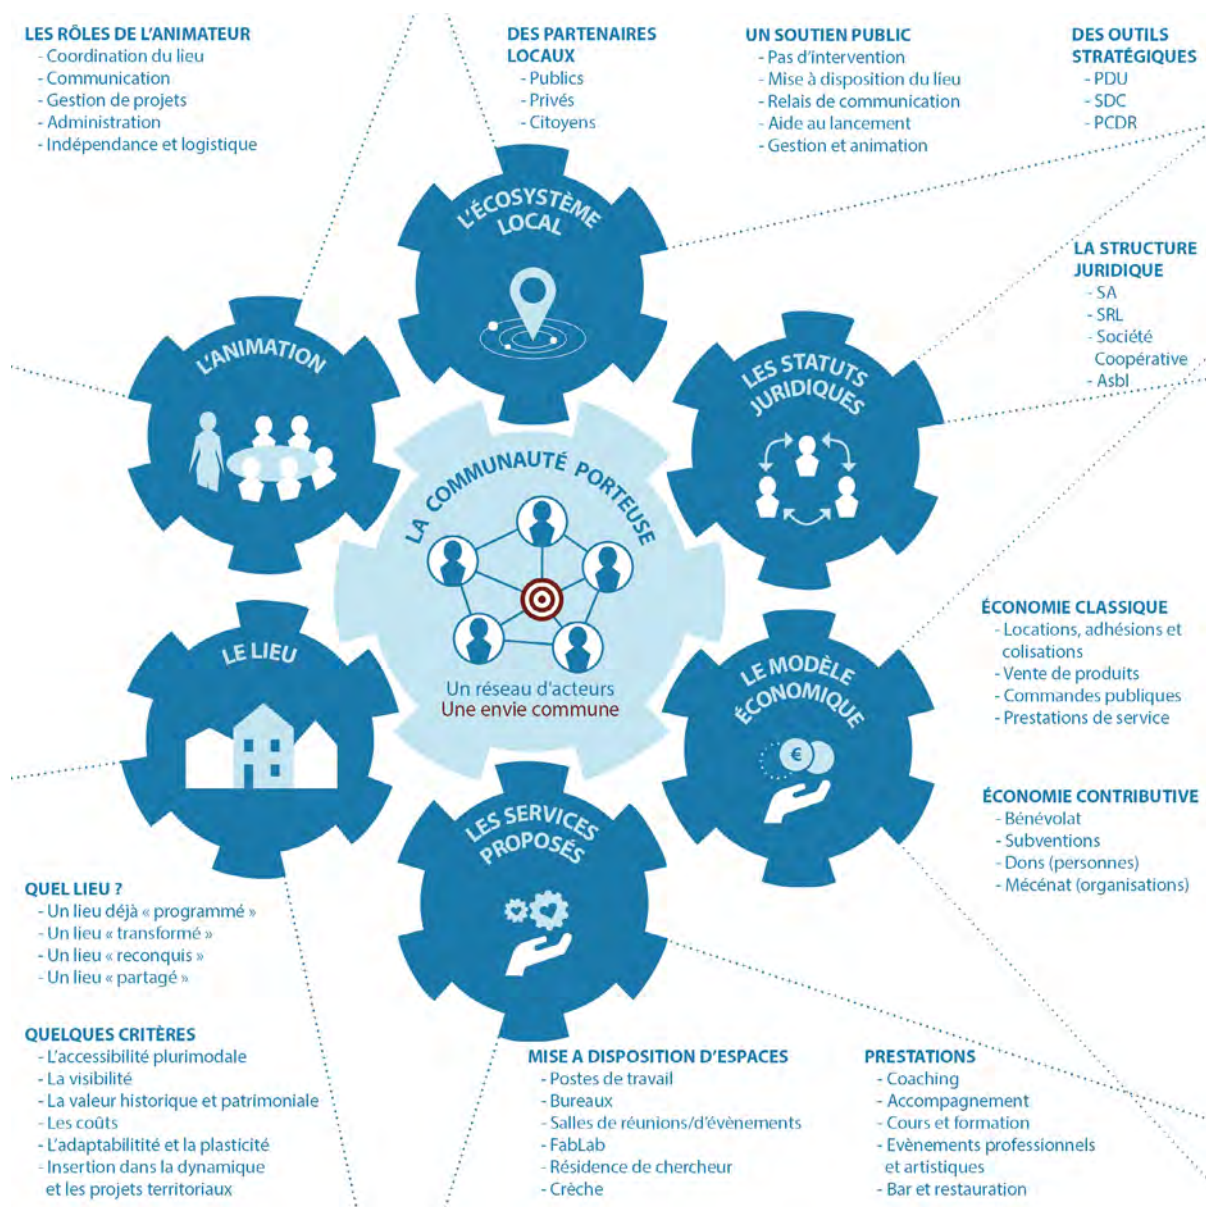 LES RÔLES DE L'ANIMATEUR
- Coordination du lieu
- Communication
- Gestion de projets
- Administration
- Indépendance et logistique
DES PARTENAIRES
LOCAUX
- Publics
- Privés
- Citoyens
UN SOUTIEN PUBLIC
- Pas d'intervention
- Mise à disposition du lieu
- Relais de communication
- Aide au lancement
- Gestion et animation
DES OUTILS
STRATÉGIQUES
- PDU
- SDC
- PCDR
L'ÉCOSYSTÈME
LOCAL
LA STRUCTURE
JURIDIQUE
- SA
- SRL
- Société
Coopérative
- Asbl
L'ANIMATION
LES STATUTS
JURIDIQUES
LA COMMUNAUTÉ PORTEUSE
Un réseau d'acteurs
Une envie commune
LE LIEU
LE MODÈLE
ÉCONOMIQUE
€
ÉCONOMIE CLASSIQUE
- Locations, adhésions et
colisations
- Vente de produits
- Commandes publiques
- Prestations de service
ÉCONOMIE CONTRIBUTIVE
- Bénévolat
- Subventions
- Dons (personnes)
- Mécénat (organisations)
LES SERVICES
PROPOSÉS
QUEL LIEU ?
- Un lieu déjà « programmé »
- Un lieu « transformé »
- Un lieu « reconquis »
- Un lieu « partagé »
QUELQUES CRITÈRES
- L'accessibilité plurimodale
- La visibilité
- La valeur historique et patrimoniale
- Les coûts
- L'adaptabilitité et la plasticité
- Insertion dans la dynamique
et les projets territoriaux
MISE A DISPOSITION D'ESPACES
- Postes de travail
- Bureaux
- Salles de réunions/d'évènements
- FabLab
- Résidence de chercheur
- Crèche
PRESTATIONS
- Coaching
- Accompagnement
- Cours et formation
- Evènements professionnels
et artistiques
- Bar et restauration